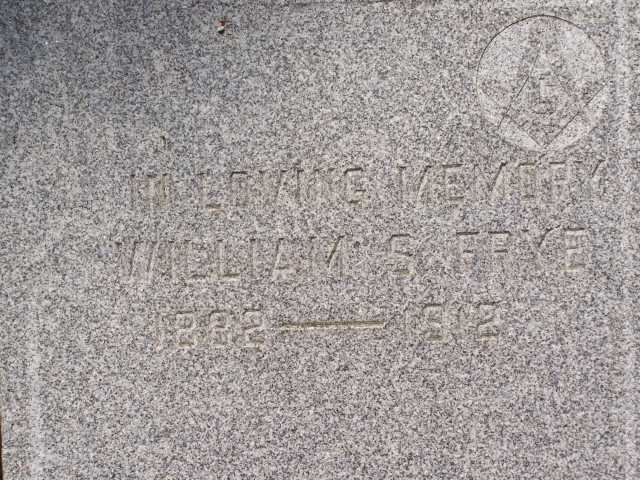 G
IN LOVING MEMORY
WILLIAM S. FRYE
1882 — 1912